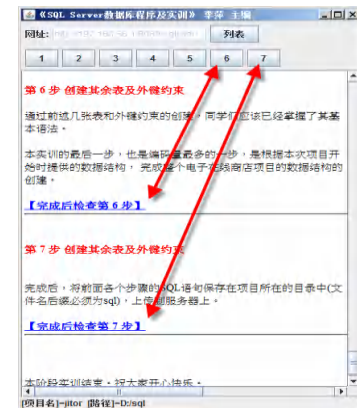 《SQL Server数据库程序及实训》 李萍 主编
网址:
列表
1 2 3 4 5 6 7
第 6 步 创建其余表及外键约束
通过前述几张表和外键约束的创建，同学们应该已经掌握了其基
本语法。
本实训的最后一步，也是编码量最多的一步，是根据本次项目开
始时提供的数据结构， 完成整个电子在线商店项目的数据结构的
创建。
【完成后检查第 6 步】
第 7 步 创建其余表及外键约束
完成后，将前面各个步骤的SQL语句保存在项目所在的目录中(文
件名后缀必须为sql)，上传到服务器上。
【完成后检查第 7 步】
本阶段实训结束。祝大家开心快乐。
[项目名]=jitor [路径]=D:/sql